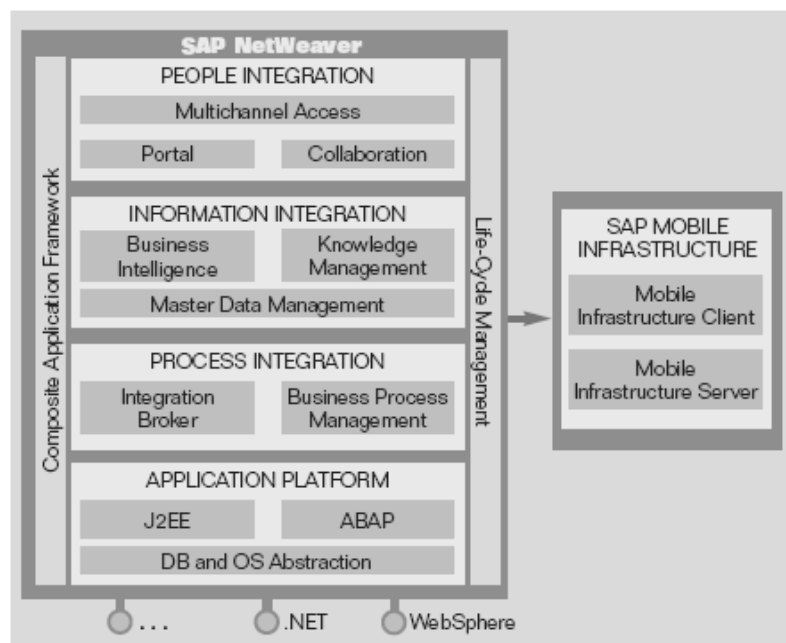 SAP NetWeaver
Composite Application Framework
PEOPLE INTEGRATION
Multichannel Access
Portal
Collaboration
INFORMATION INTEGRATION
Business
Intelligence
Knowledge
Management
Master Data Management
PROCESS INTEGRATION
Integration
Broker
Business Process
Management
APPLICATION PLATFORM
J2EE
ABAP
DB and OS Abstraction
Life-Cycle Management
SAP MOBILE
INFRASTRUCTURE
Mobile
Infrastructure Client
Mobile
Infrastructure Server
...
.NET
WebSphere